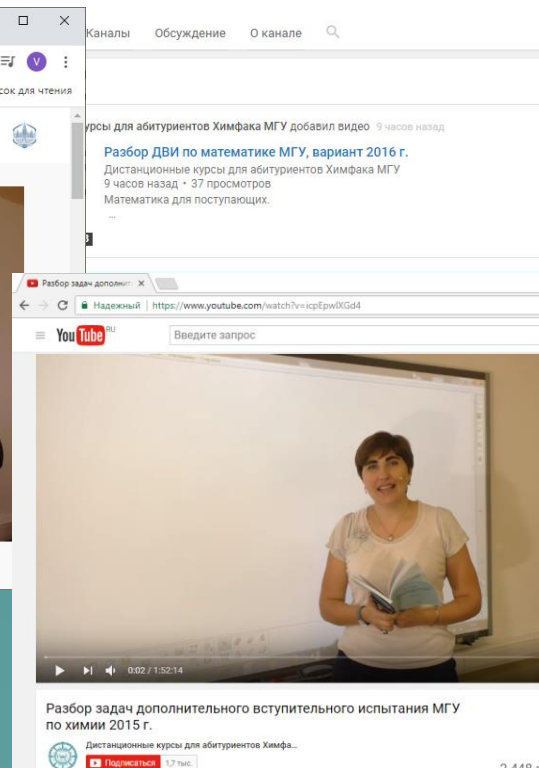 Каналы Обсуждение О канале
V
сок для чтения
урсы для абитуриентов Химфака МГУ добавил видео 9 часов назад
Разбор ДВИ по математике МГУ, вариант 2016 г.
Дистанционные курсы для абитуриентов Химфака МГУ
9 часов назад • 37 просмотров
Математика для поступающих.
...
Разбор задач дополнит
Надежный https://www.youtube.com/watch?v=icpEpwlXGd4
YouTube RU
Введите запрос
0:02 / 1:52:14
Разбор задач дополнительного вступительного испытания МГУ
по химии 2015 г.
Дистанционные курсы для абитуриентов Химфа...
Подписаться 1,7 тыс.
2 448